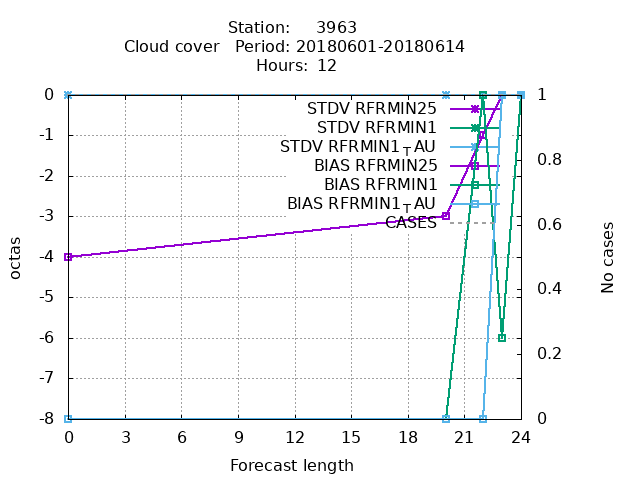 Station:     3963
Cloud cover   Period: 20180601-20180614
Hours: 12
0
-1
-2
-3
-4
-5
-6
-7
-8
octas
STDV RFRMIN25
STDV RFRMIN1
STDV RFRMIN1_TAU
BIAS RFRMIN25
BIAS RFRMIN1
BIAS RFRMIN1_TAU
CASES
1
0.8
0.6
0.4
0.2
0
No cases
0 3 6 9 12 15 18 21 24
Forecast length